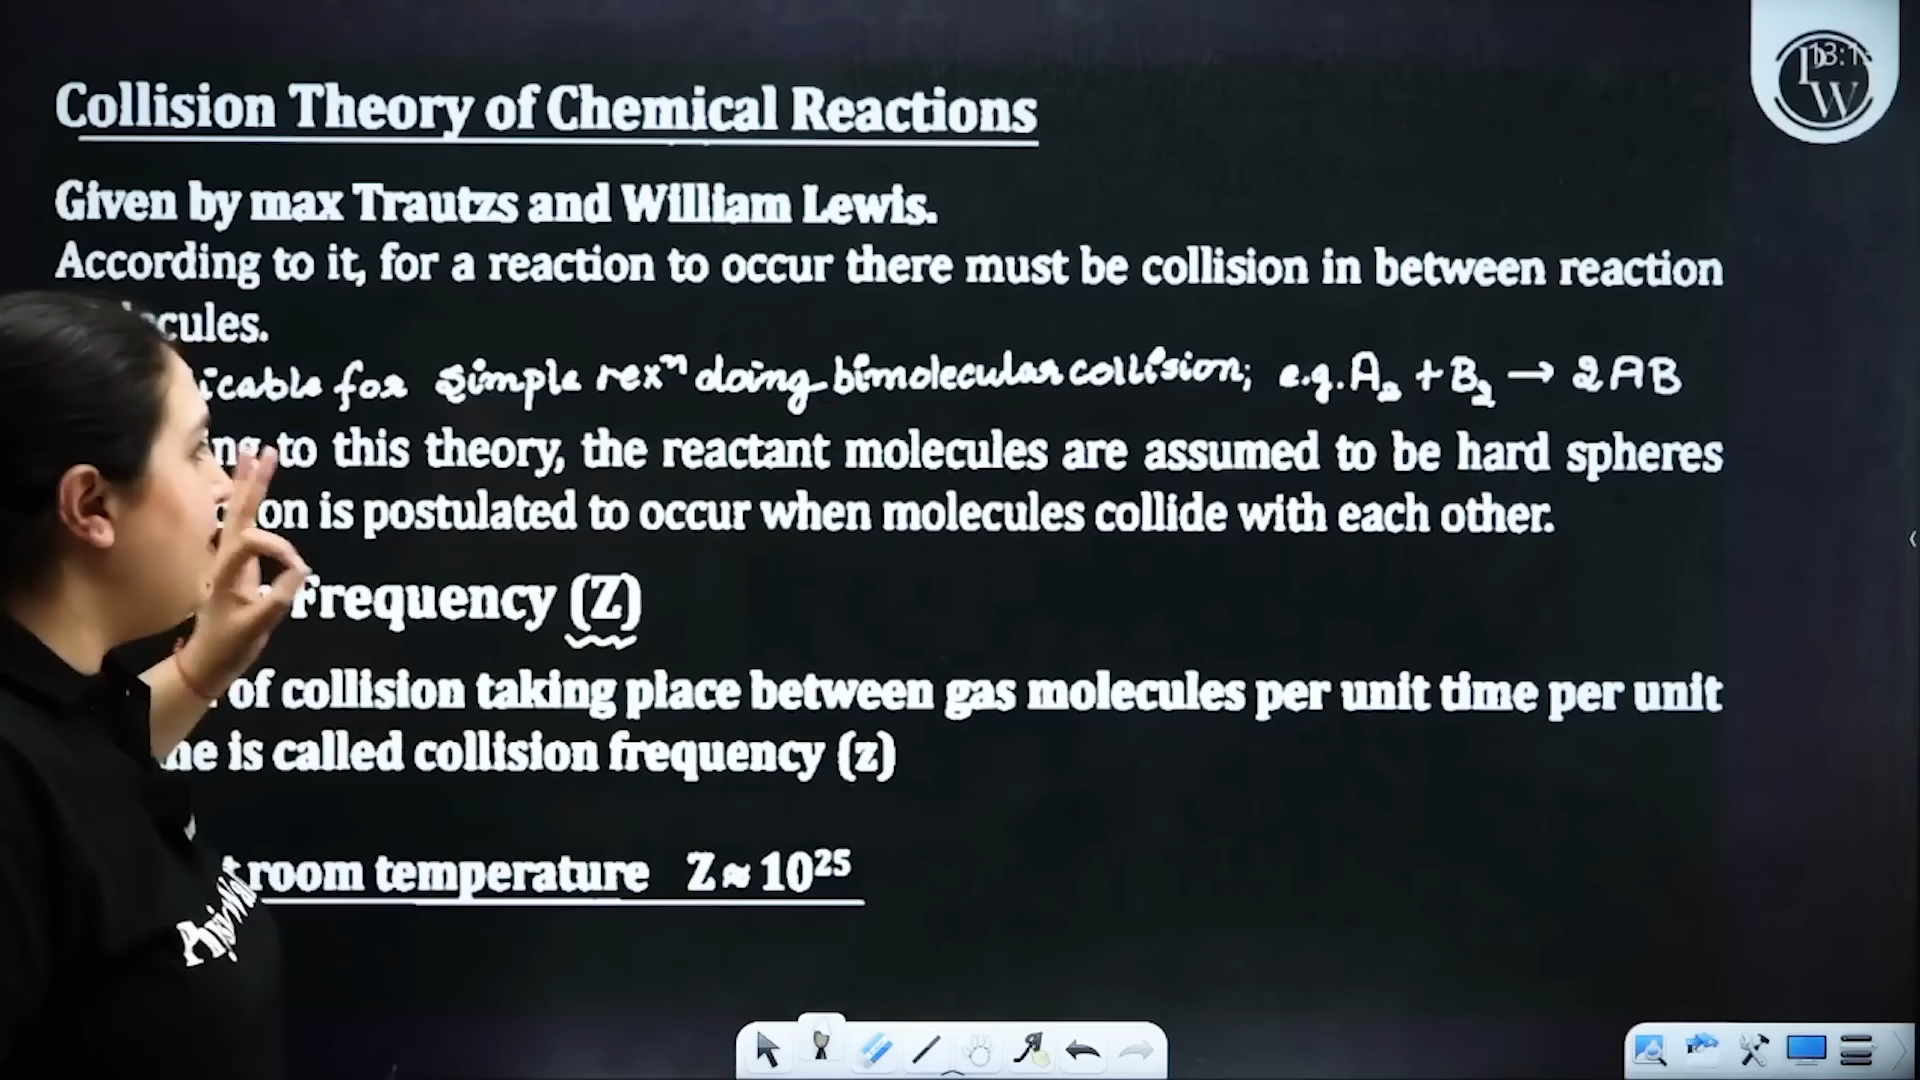 PW
13:1
Collision Theory of Chemical Reactions
Given by max Trautzs and William Lewis.
According to it, for a reaction to occur there must be collision in between reaction
cules.
icable for simple rexⁿ doing bimolecular collision; e.g. A₂ + B₂ → 2AB
to this theory, the reactant molecules are assumed to be hard spheres
on is postulated to occur when molecules collide with each other.
Frequency (Z)
of collision taking place between gas molecules per unit time per unit
is called collision frequency (z)
room temperature Z ≈ 10²⁵